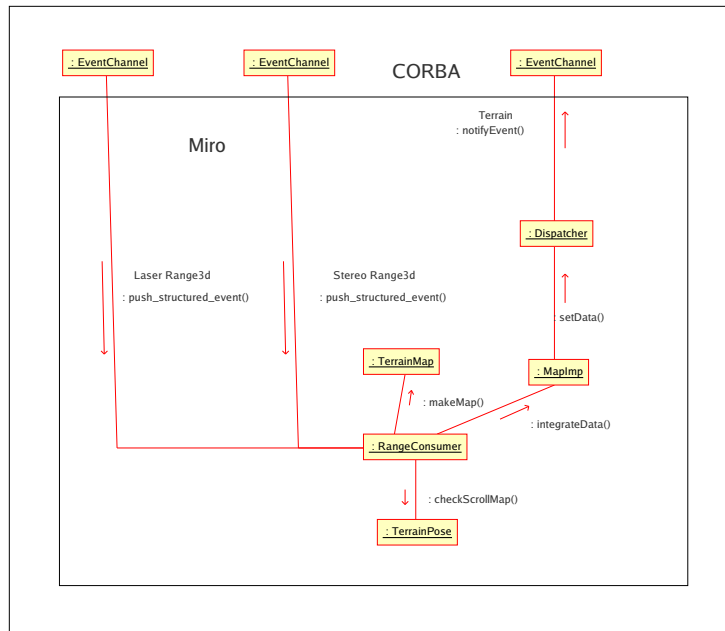 : EventChannel
: EventChannel
CORBA
: EventChannel
Terrain
: notifyEvent()
Miro
: Dispatcher
Laser Range3d
: push_structured_event()
Stereo Range3d
: push_structured_event()
: setData()
: TerrainMap
: MapImp
: makeMap()
: integrateData()
: RangeConsumer
: checkScrollMap()
: TerrainPose